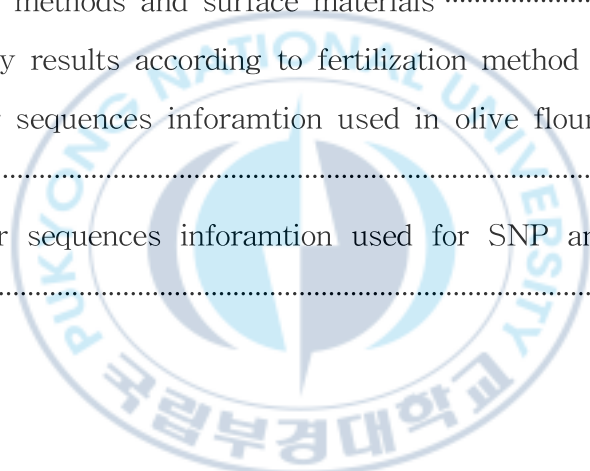 methods and surface materials ························
y results according to fertilization method
sequences inforamtion used in olive flour
························································
r sequences inforamtion used for SNP an
························································
PUKYONG NATIONAL UNIVERSITY
국립부경대학교